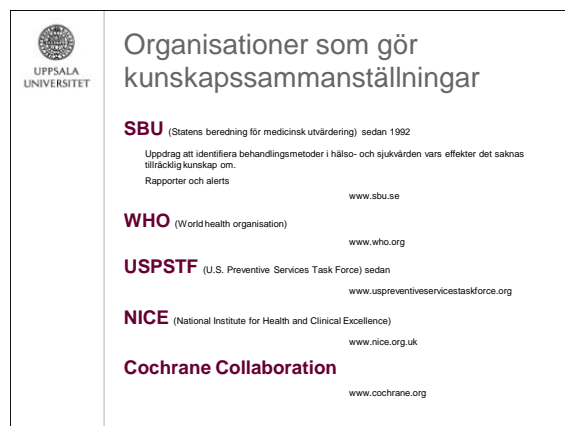 UPPSALA
UNIVERSITET
Organisationer som gör
kunskapssammanställningar
SBU (Statens beredning för medicinsk utvärdering) sedan 1992
Uppdrag att identifiera behandlingsmetoder i hälso- och sjukvården vars effekter det saknas
tillräcklig kunskap om.
Rapporter och alerts
www.sbu.se
WHO (World health organisation)
www.who.org
USPSTF (U.S. Preventive Services Task Force) sedan
www.uspreventiveservicestaskforce.org
NICE (National Institute for Health and Clinical Excellence)
www.nice.org.uk
Cochrane Collaboration
www.cochrane.org